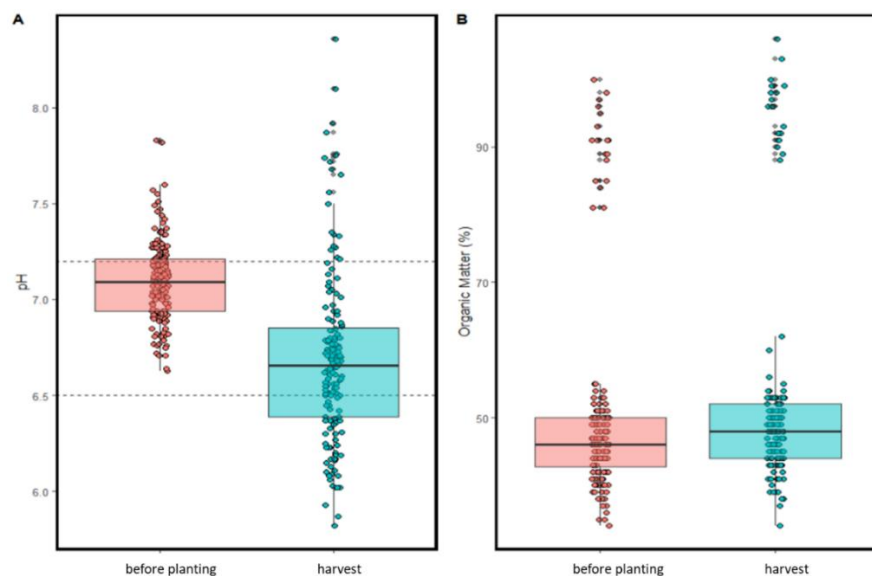 A
B
8.0
7.5
7.0
6.5
6.0
pH
before planting
harvest
90
70
50
Organic Matter (%)
before planting
harvest